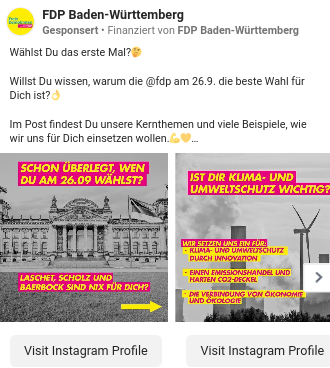 FDP Baden-Württemberg
Gesponsert • Finanziert von FDP Baden-Württemberg
Wählst Du das erste Mal?🤔
Willst Du wissen, warum die @fdp am 26.9. die beste Wahl für
Dich ist?👌
Im Post findest Du unsere Kernthemen und viele Beispiele, wie
wir uns für Dich einsetzen wollen.💪🧡...
SCHON ÜBERLEGT, WEN
DU AM 26.09 WÄHLST?
LASCHET, SCHOLZ UND
BAERBOCK SIND NIX FÜR DICH?
IST DIR KLIMA- UND
UMWELTSCHUTZ WICHTIG?
WIR SETZEN UNS EIN FÜR:
- KLIMA- UND UMWELTSCHUTZ
DURCH INNOVATION
- EINEN EMISSIONSHANDEL UND
HARTEN CO2-DECKEL
- DIE VERBINDUNG VON ÖKONOMIE
UND ÖKOLOGIE
Visit Instagram Profile
Visit Instagram Profile